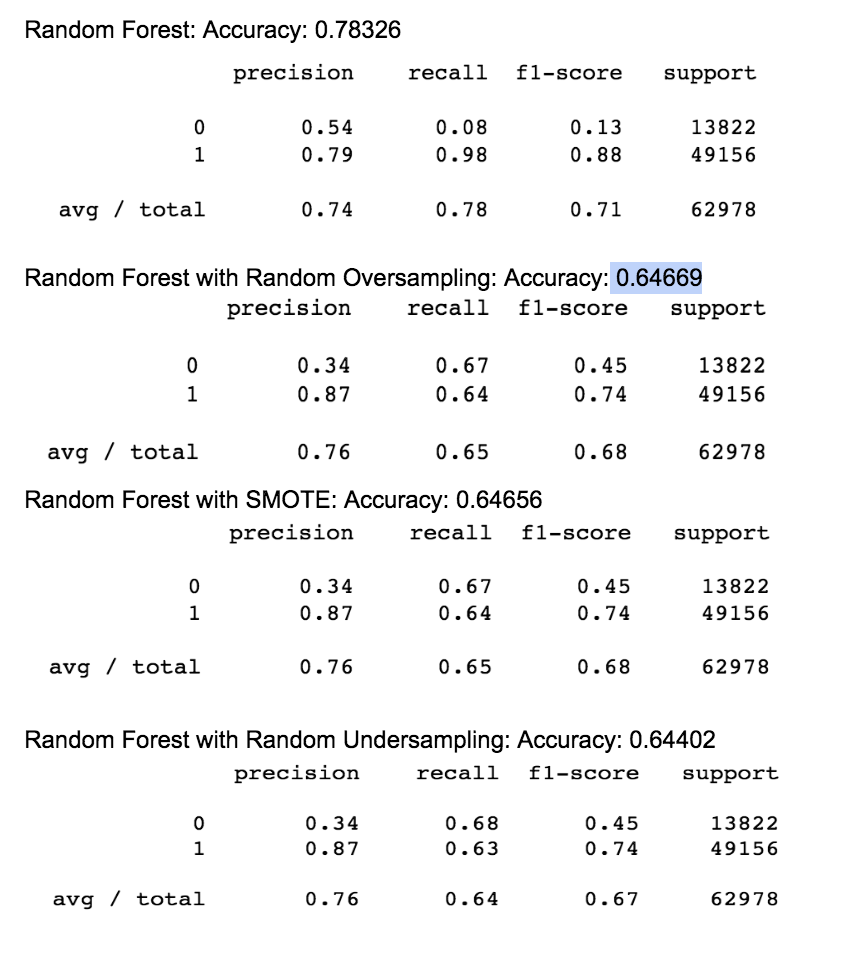 Random Forest: Accuracy: 0.78326
precision recall f1-score support
0 0.54 0.08 0.13 13822
1 0.79 0.98 0.88 49156
avg / total 0.74 0.78 0.71 62978
Random Forest with Random Oversampling: Accuracy: 0.64669
precision recall f1-score support
0 0.34 0.67 0.45 13822
1 0.87 0.64 0.74 49156
avg / total 0.76 0.65 0.68 62978
Random Forest with SMOTE: Accuracy: 0.64656
precision recall f1-score support
0 0.34 0.67 0.45 13822
1 0.87 0.64 0.74 49156
avg / total 0.76 0.65 0.68 62978
Random Forest with Random Undersampling: Accuracy: 0.64402
precision recall f1-score support
0 0.34 0.68 0.45 13822
1 0.87 0.63 0.74 49156
avg / total 0.76 0.64 0.67 62978